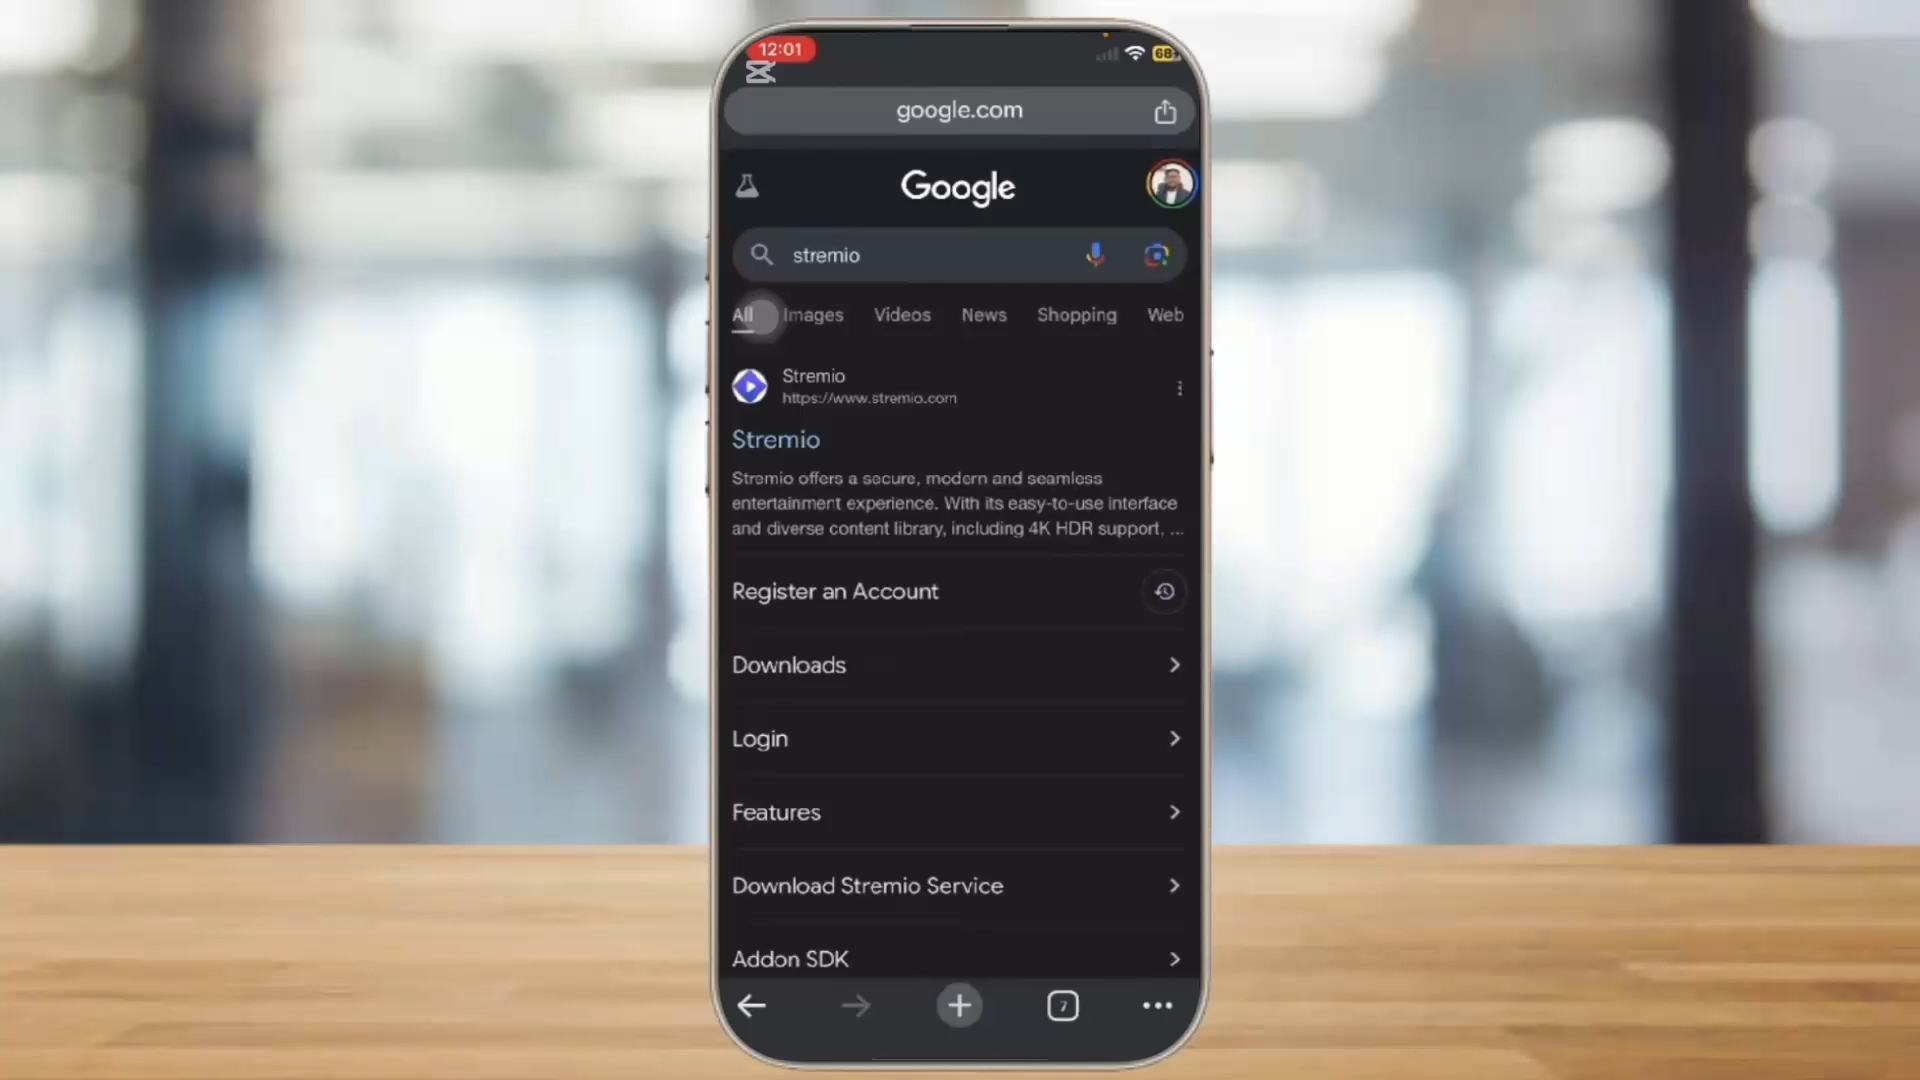 12:01
68
google.com
Google
stremio
All Images Videos News Shopping Web
Stremio
https://www.stremio.com
Stremio
Stremio offers a secure, modern and seamless
entertainment experience. With its easy-to-use interface
and diverse content library, including 4K HDR support, ...
Register an Account
Downloads
Login
Features
Download Stremio Service
Addon SDK
7